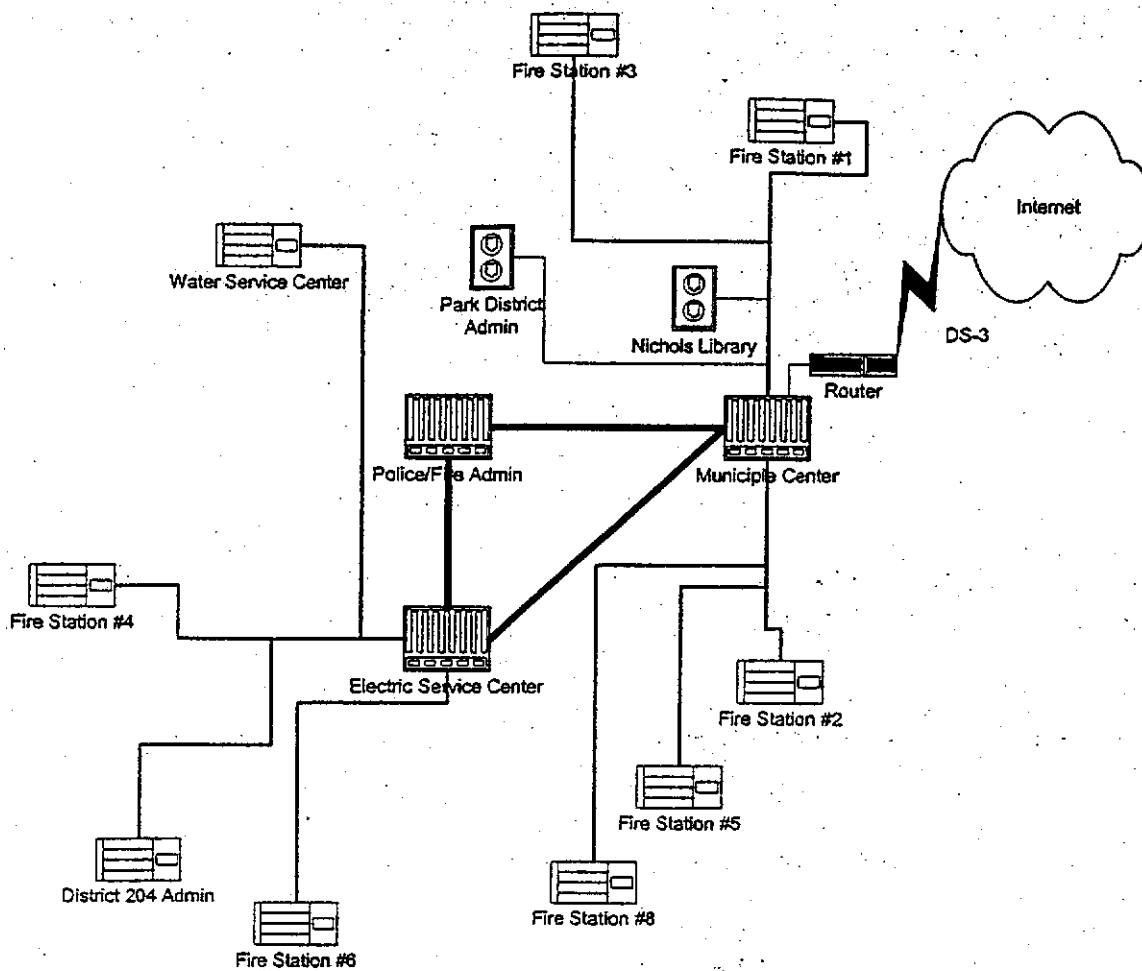 Fire Station #3
Fire Station #1
Internet
Water Service Center
Park District
Admin
Nichols Library
DS-3
Router
Police/Fire Admin
Municiple Center
Fire Station #4
Electric Service Center
Fire Station #2
Fire Station #5
District 204 Admin
Fire Station #8
Fire Station #6